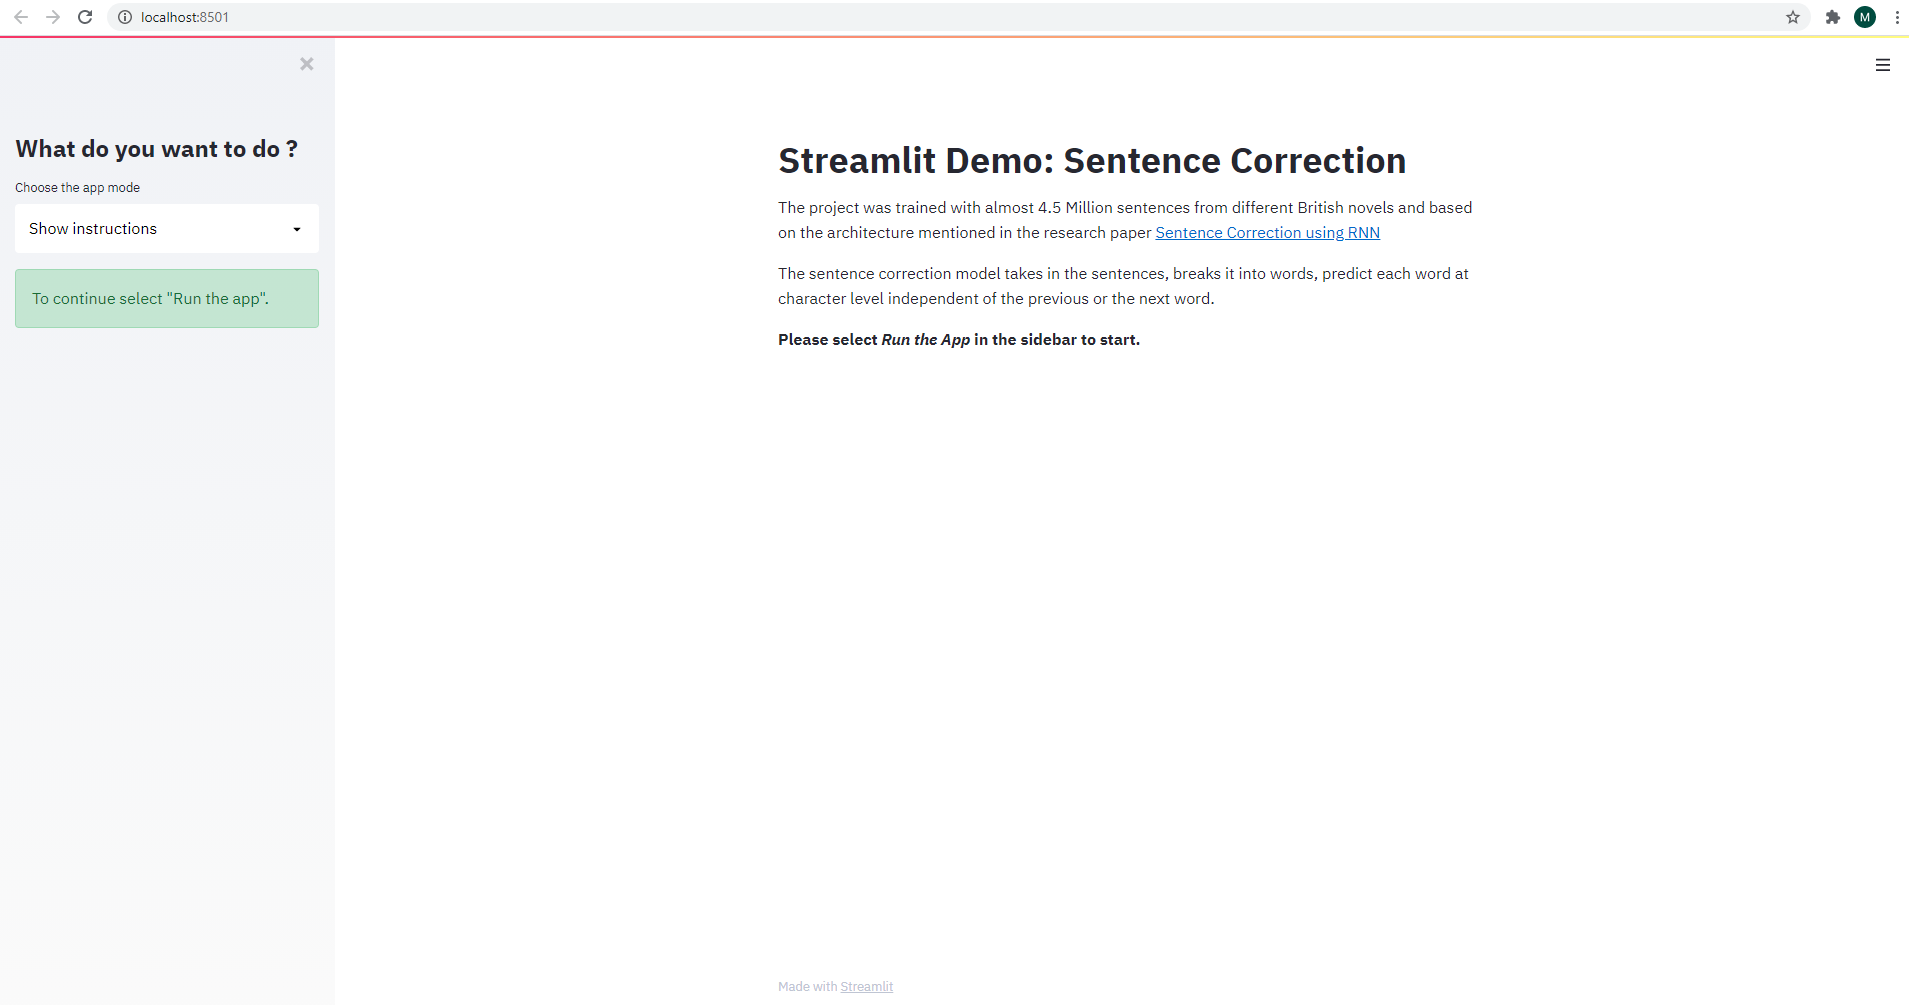 localhost:8501
M
What do you want to do ?
Choose the app mode
Show instructions
To continue select "Run the app".
Streamlit Demo: Sentence Correction
The project was trained with almost 4.5 Million sentences from different British novels and based
on the architecture mentioned in the research paper Sentence Correction using RNN
The sentence correction model takes in the sentences, breaks it into words, predict each word at
character level independent of the previous or the next word.
Please select Run the App in the sidebar to start.
Made with Streamlit